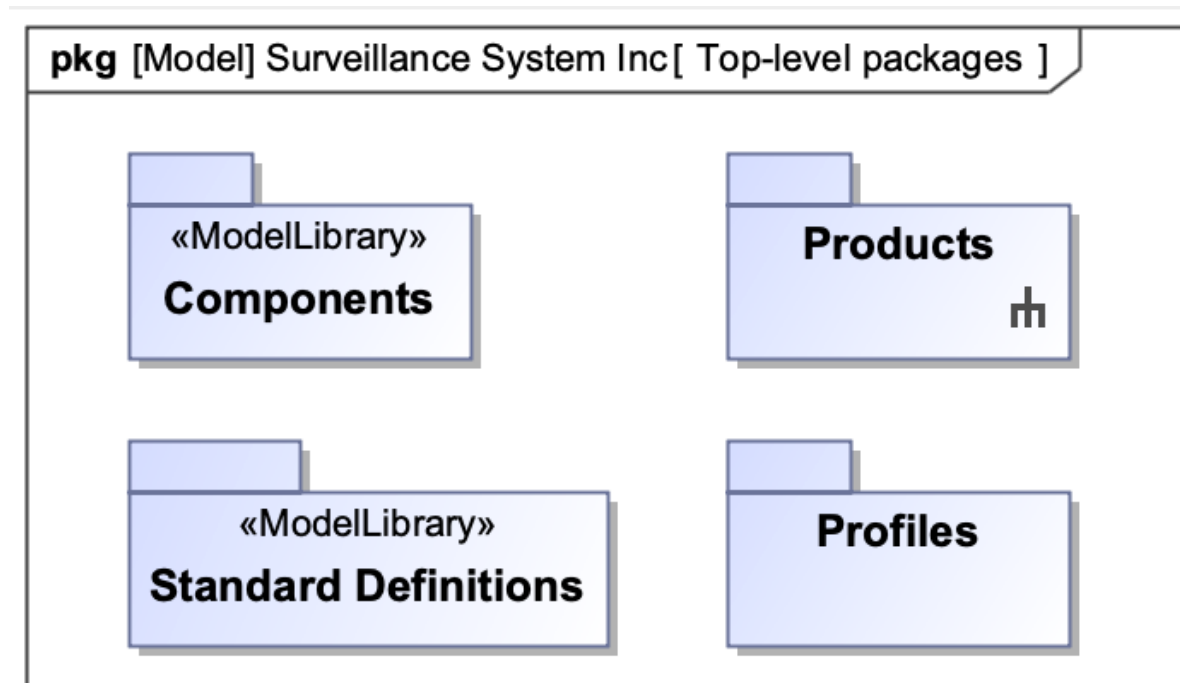 pkg [Model] Surveillance System Inc[ Top-level packages ]
«ModelLibrary»
Components
Products
«ModelLibrary»
Standard Definitions
Profiles